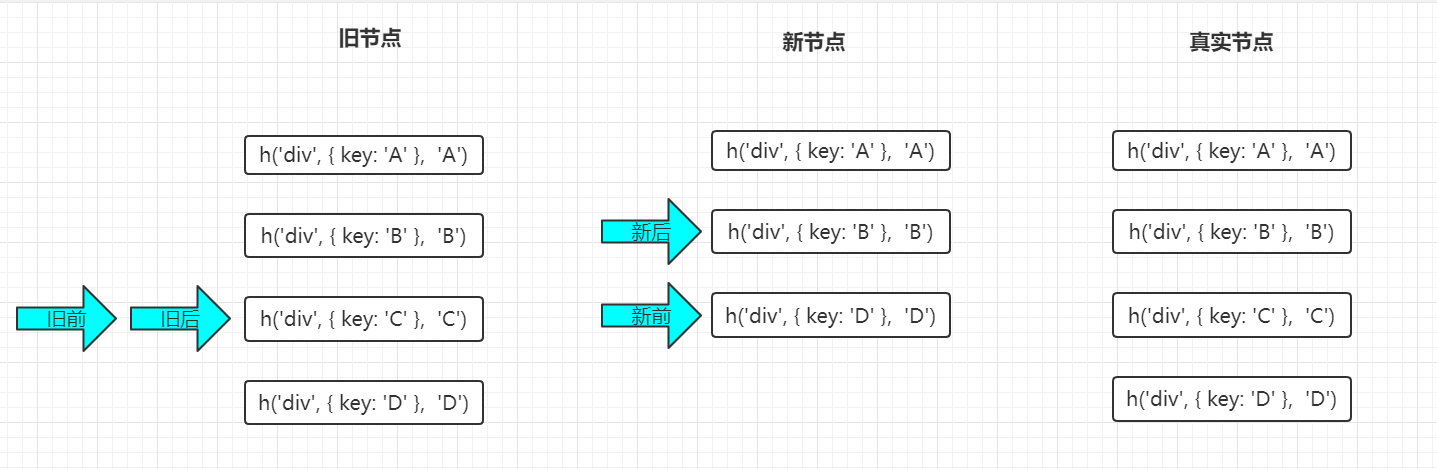 旧节点
新节点
真实节点
h('div', { key: 'A' },  'A')
h('div', { key: 'A' },  'A')
h('div', { key: 'A' },  'A')
h('div', { key: 'B' },  'B')
新后
h('div', { key: 'B' },  'B')
h('div', { key: 'B' },  'B')
旧前
旧后
h('div', { key: 'C' },  'C')
新前
h('div', { key: 'D' },  'D')
h('div', { key: 'C' },  'C')
h('div', { key: 'D' },  'D')
h('div', { key: 'D' },  'D')